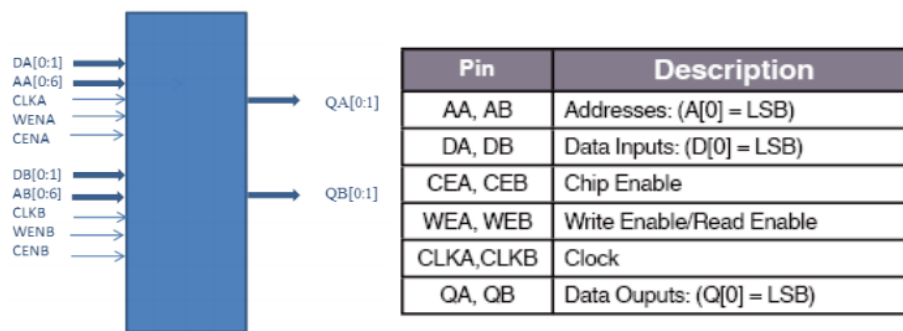 DA[0:1]
AA[0:6]
CLKA
WENA
CENA
DB[0:1]
AB[0:6]
CLKB
WENB
CENB
QA[0:1]
QB[0:1]
Pin Description
AA, AB Addresses: (A[0] = LSB)
DA, DB Data Inputs: (D[0] = LSB)
CEA, CEB Chip Enable
WEA, WEB Write Enable/Read Enable
CLKA,CLKB Clock
QA, QB Data Ouputs: (Q[0] = LSB)